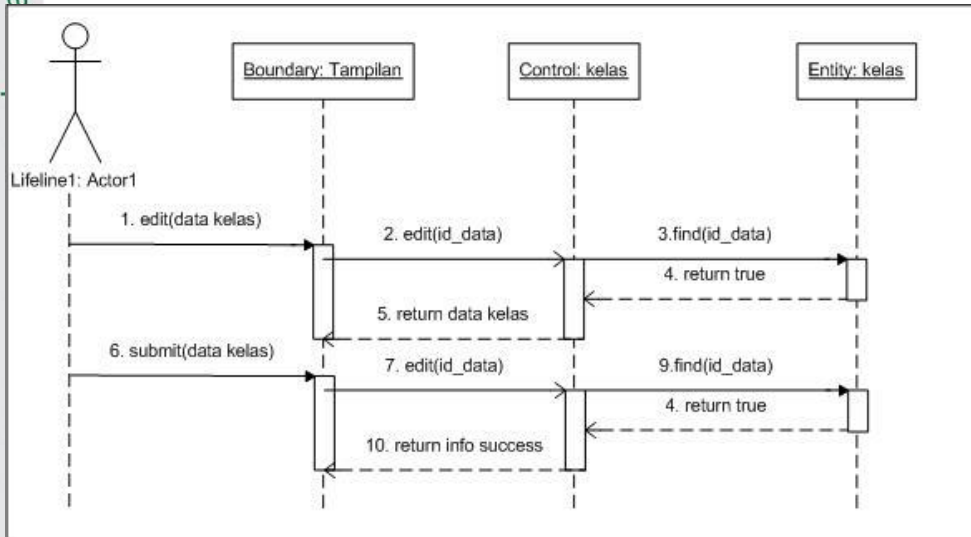 Boundary: Tampilan
Control: kelas
Entity: kelas
Lifeline1: Actor1
1. edit(data kelas)
2. edit(id_data)
3.find(id_data)
4. return true
5. return data kelas
6. submit(data kelas)
7. edit(id_data)
9.find(id_data)
4. return true
10. return info success